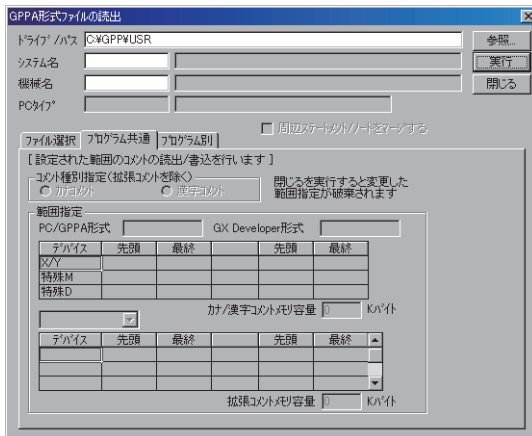 GPPA形式ファイルの読出
ﾄﾞﾗｲﾌﾞ/ﾊﾟｽ C:¥GPP¥USR 参照...
システム名 実行
機械名 閉じる
PCﾀｲﾌﾟ
周辺ステートメント/ノートをマージする
ファイル選択 プログラム共通 プログラム別
[ 設定された範囲のコメントの読出/書込を行います ]
コメント種別指定(拡張コメントを除く)
カナコメント 漢字コメント
閉じるを実行すると変更した
範囲指定が破棄されます
範囲指定
PC/GPPA形式 GX Developer形式
デバイス 先頭 最終 先頭 最終
X/Y
特殊M
特殊D
カナ/漢字コメントメモリ容量 0 Kバイト
デバイス 先頭 最終 先頭 最終
拡張コメントメモリ容量 0 Kバイト